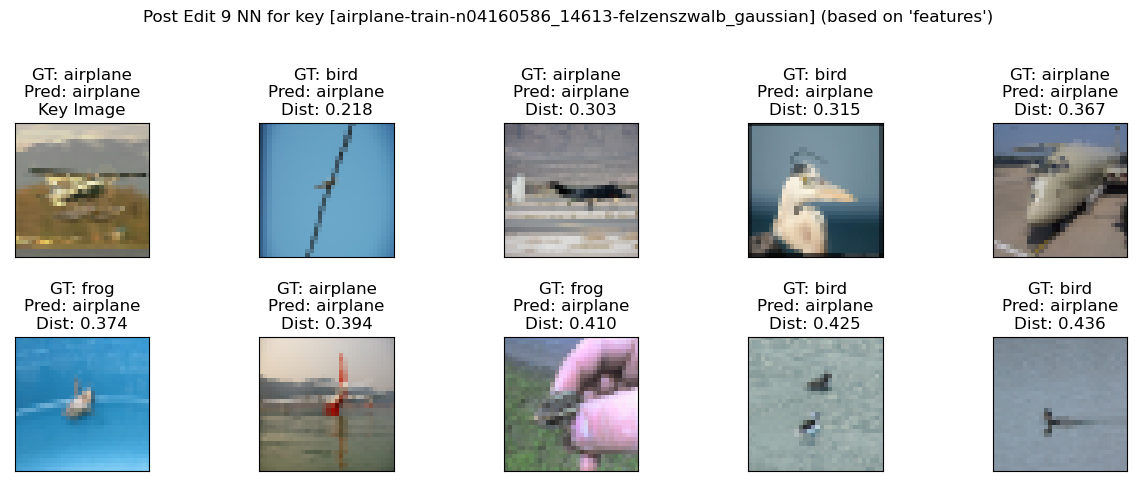 Post Edit 9 NN for key [airplane-train-n04160586_14613-felzenszwalb_gaussian] (based on 'features')
GT: airplane
Pred: airplane
Key Image
GT: bird
Pred: airplane
Dist: 0.218
GT: airplane
Pred: airplane
Dist: 0.303
GT: bird
Pred: airplane
Dist: 0.315
GT: airplane
Pred: airplane
Dist: 0.367
GT: frog
Pred: airplane
Dist: 0.374
GT: airplane
Pred: airplane
Dist: 0.394
GT: frog
Pred: airplane
Dist: 0.410
GT: bird
Pred: airplane
Dist: 0.425
GT: bird
Pred: airplane
Dist: 0.436